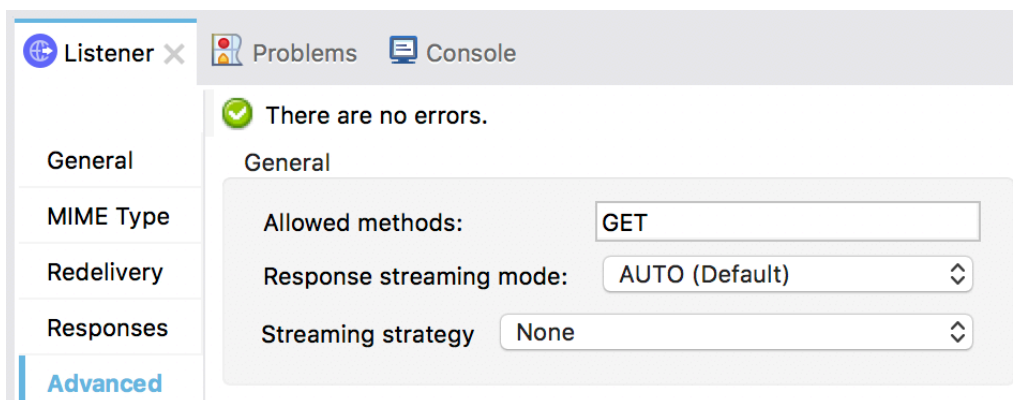 Listener Problems Console
There are no errors.
General
General
MIME Type
Allowed methods: GET
Redelivery
Response streaming mode: AUTO (Default)
Responses
Streaming strategy None
Advanced